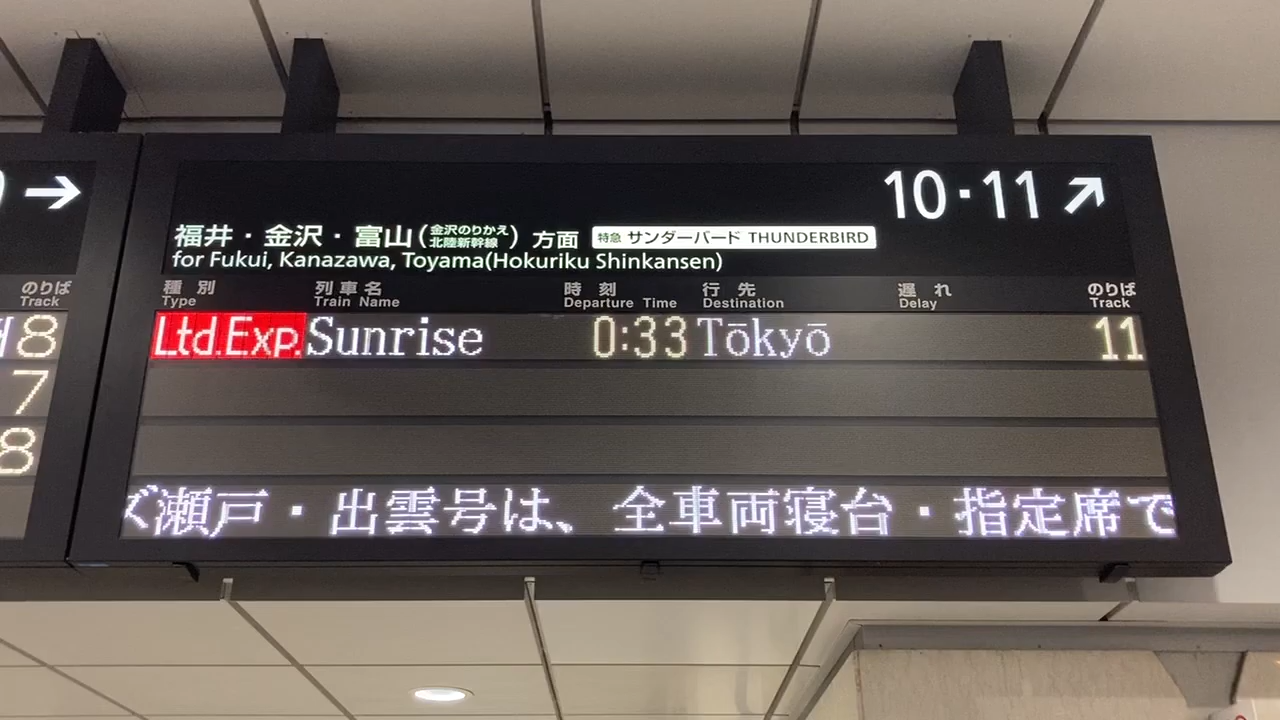 →
10・11 ↗
福井・金沢・富山(金沢のりかえ 北陸新幹線) 方面 特急 サンダーバード THUNDERBIRD
for Fukui, Kanazawa, Toyama(Hokuriku Shinkansen)
のりば 種別 列車名 時刻 行先 遅れ のりば
Track Type Train Name Departure Time Destination Delay Track
8 Ltd.Exp. Sunrise 0:33 Tōkyō 11
7
8
ズ瀬戸・出雲号は、全車両寝台・指定席で